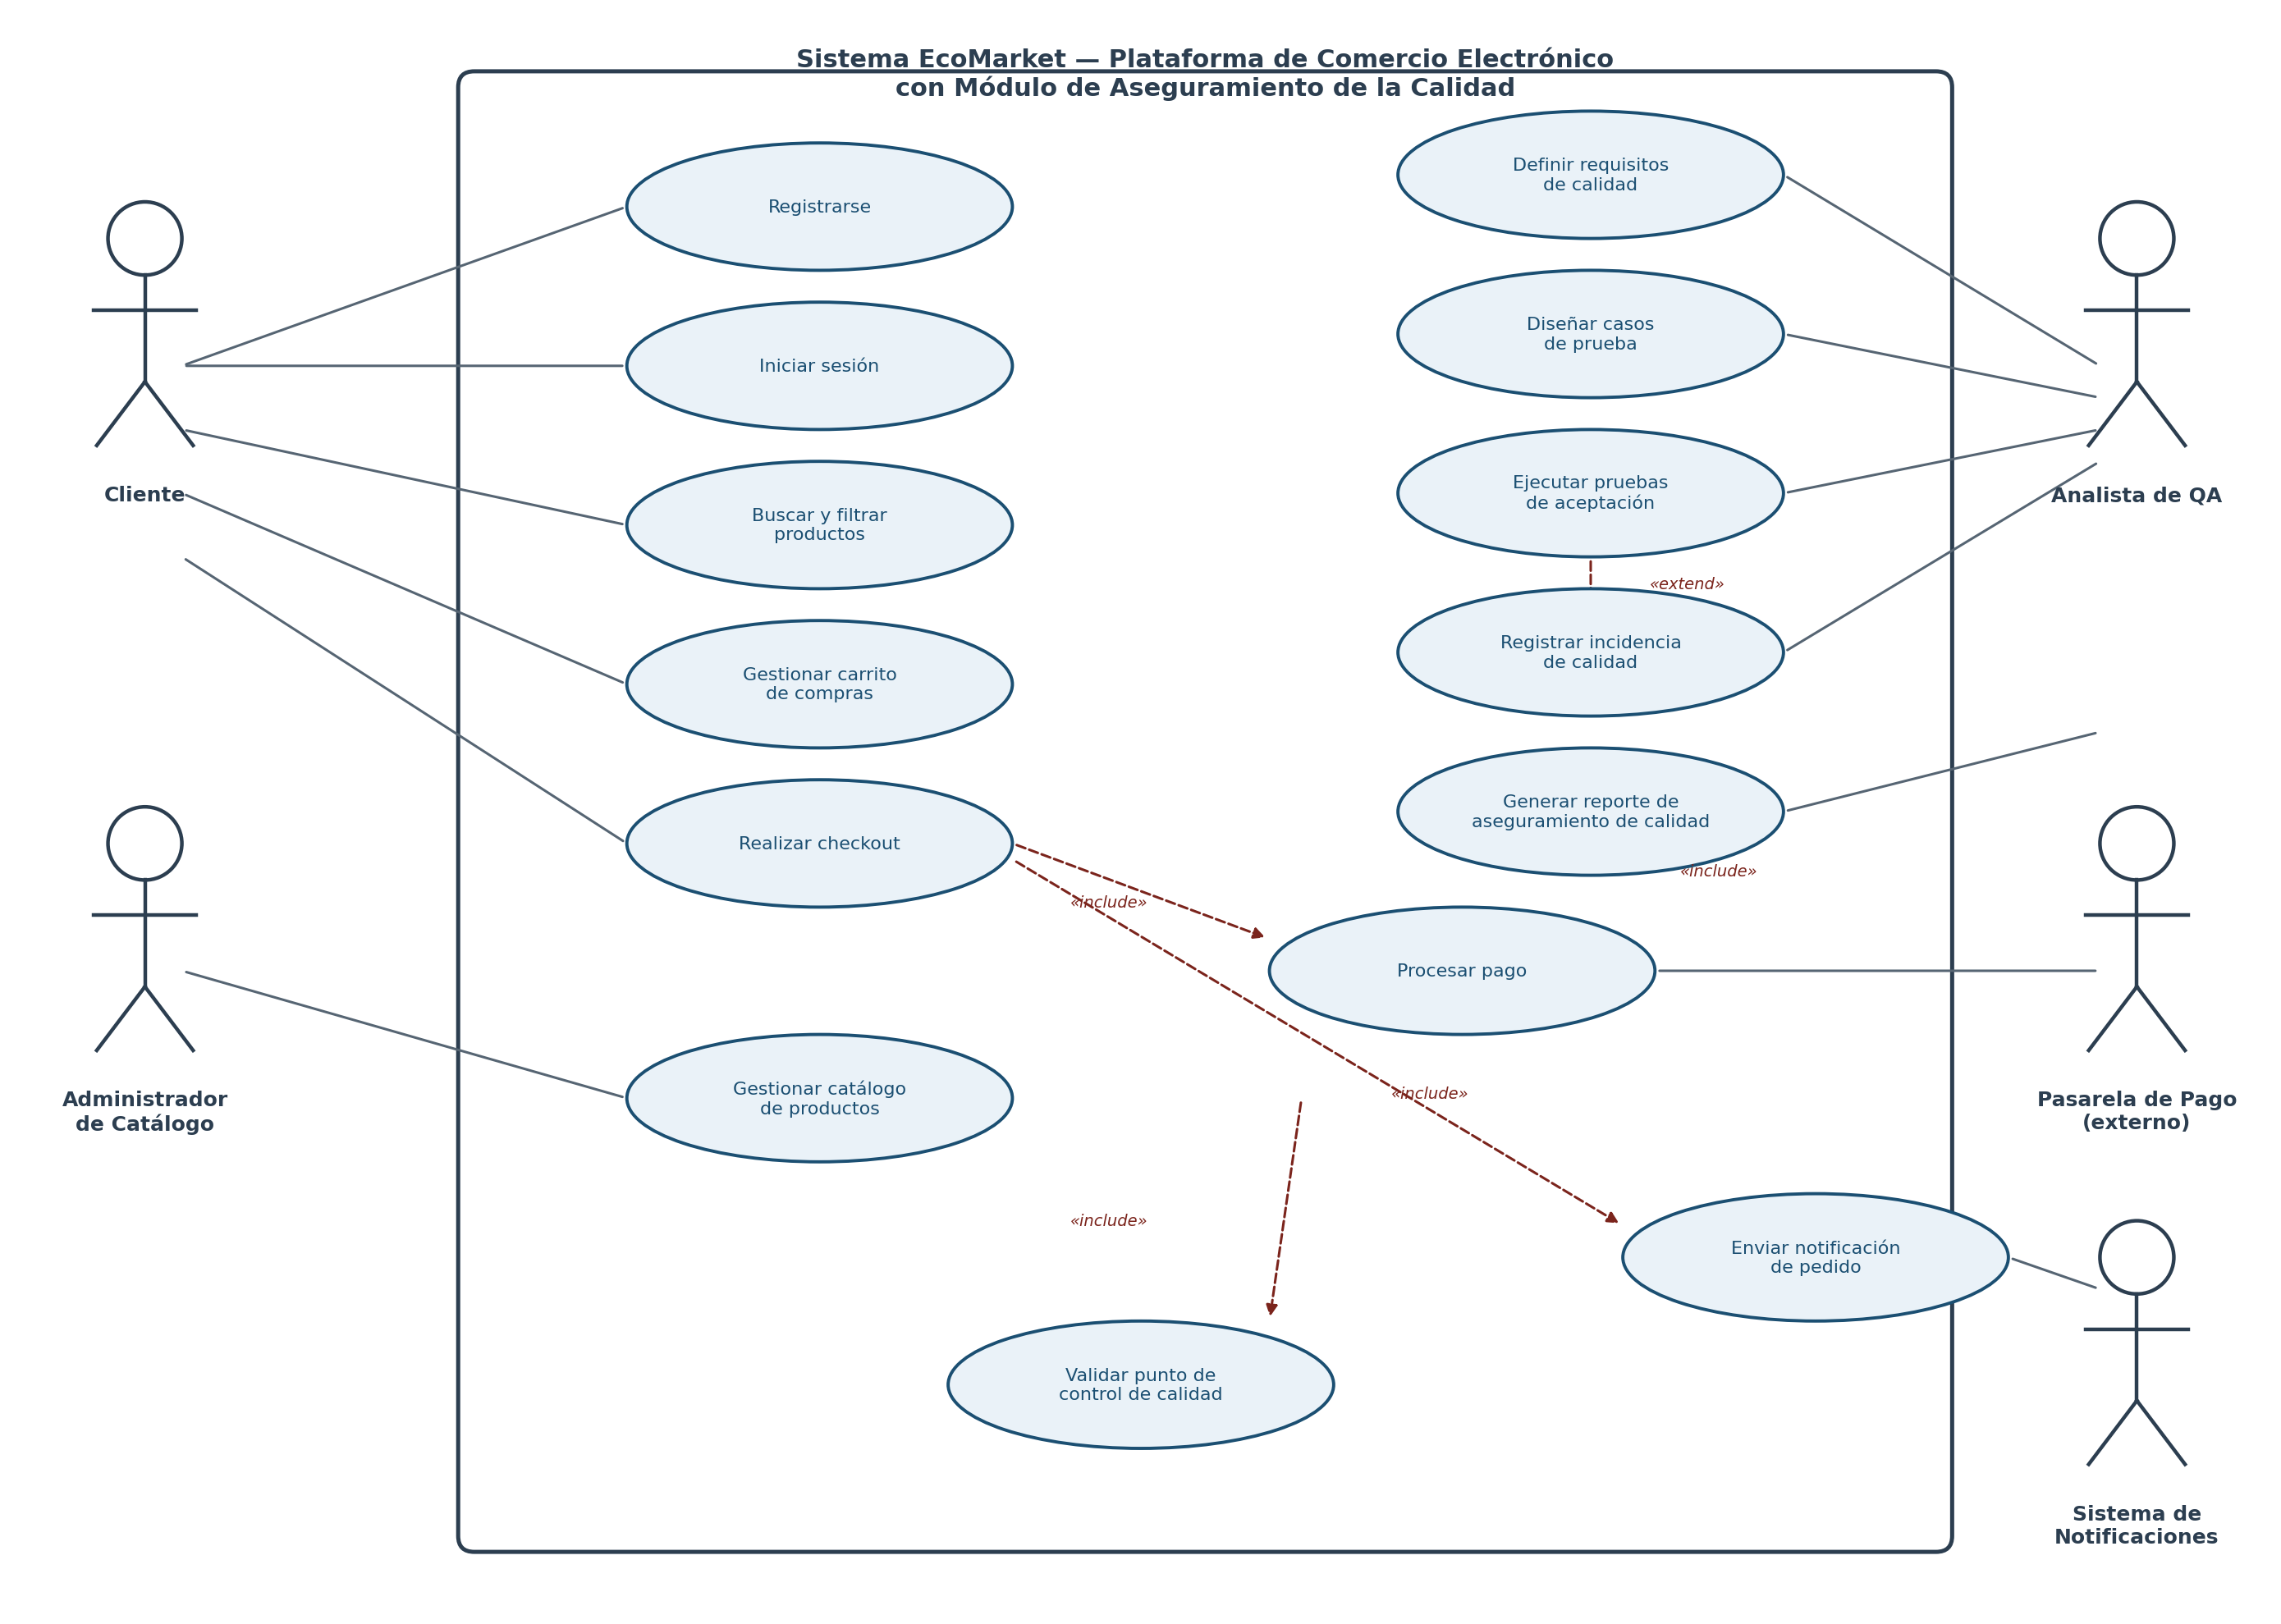 Sistema EcoMarket — Plataforma de Comercio Electrónico
con Módulo de Aseguramiento de la Calidad
Registrarse
Iniciar sesión
Buscar y filtrar
productos
Gestionar carrito
de compras
Realizar checkout
Gestionar catálogo
de productos
Definir requisitos
de calidad
Diseñar casos
de prueba
Ejecutar pruebas
de aceptación
«extend»
Registrar incidencia
de calidad
Generar reporte de
aseguramiento de calidad
«include»
«include»
Procesar pago
«include»
«include»
Enviar notificación
de pedido
Validar punto de
control de calidad
Cliente
Administrador
de Catálogo
Analista de QA
Pasarela de Pago
(externo)
Sistema de
Notificaciones